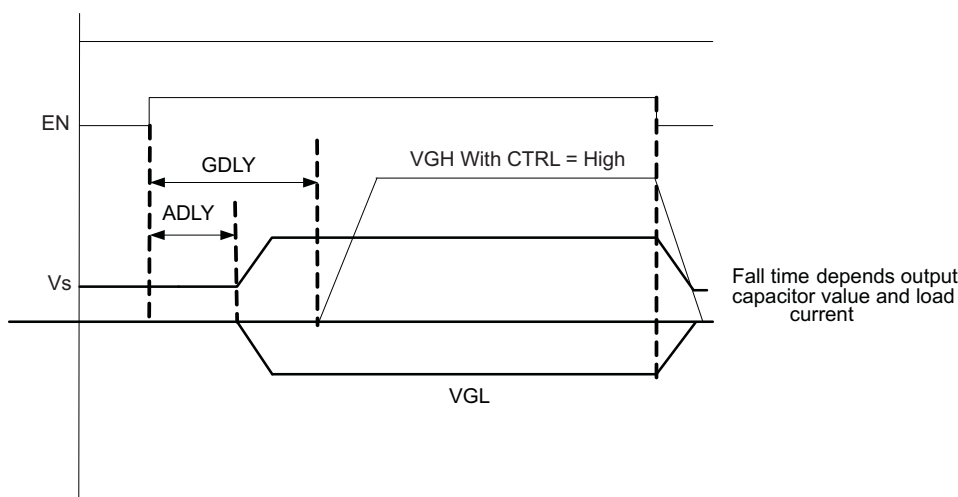 EN
VGH With CTRL = High
GDLY
ADLY
Vs
Fall time depends output
capacitor value and load
current
VGL